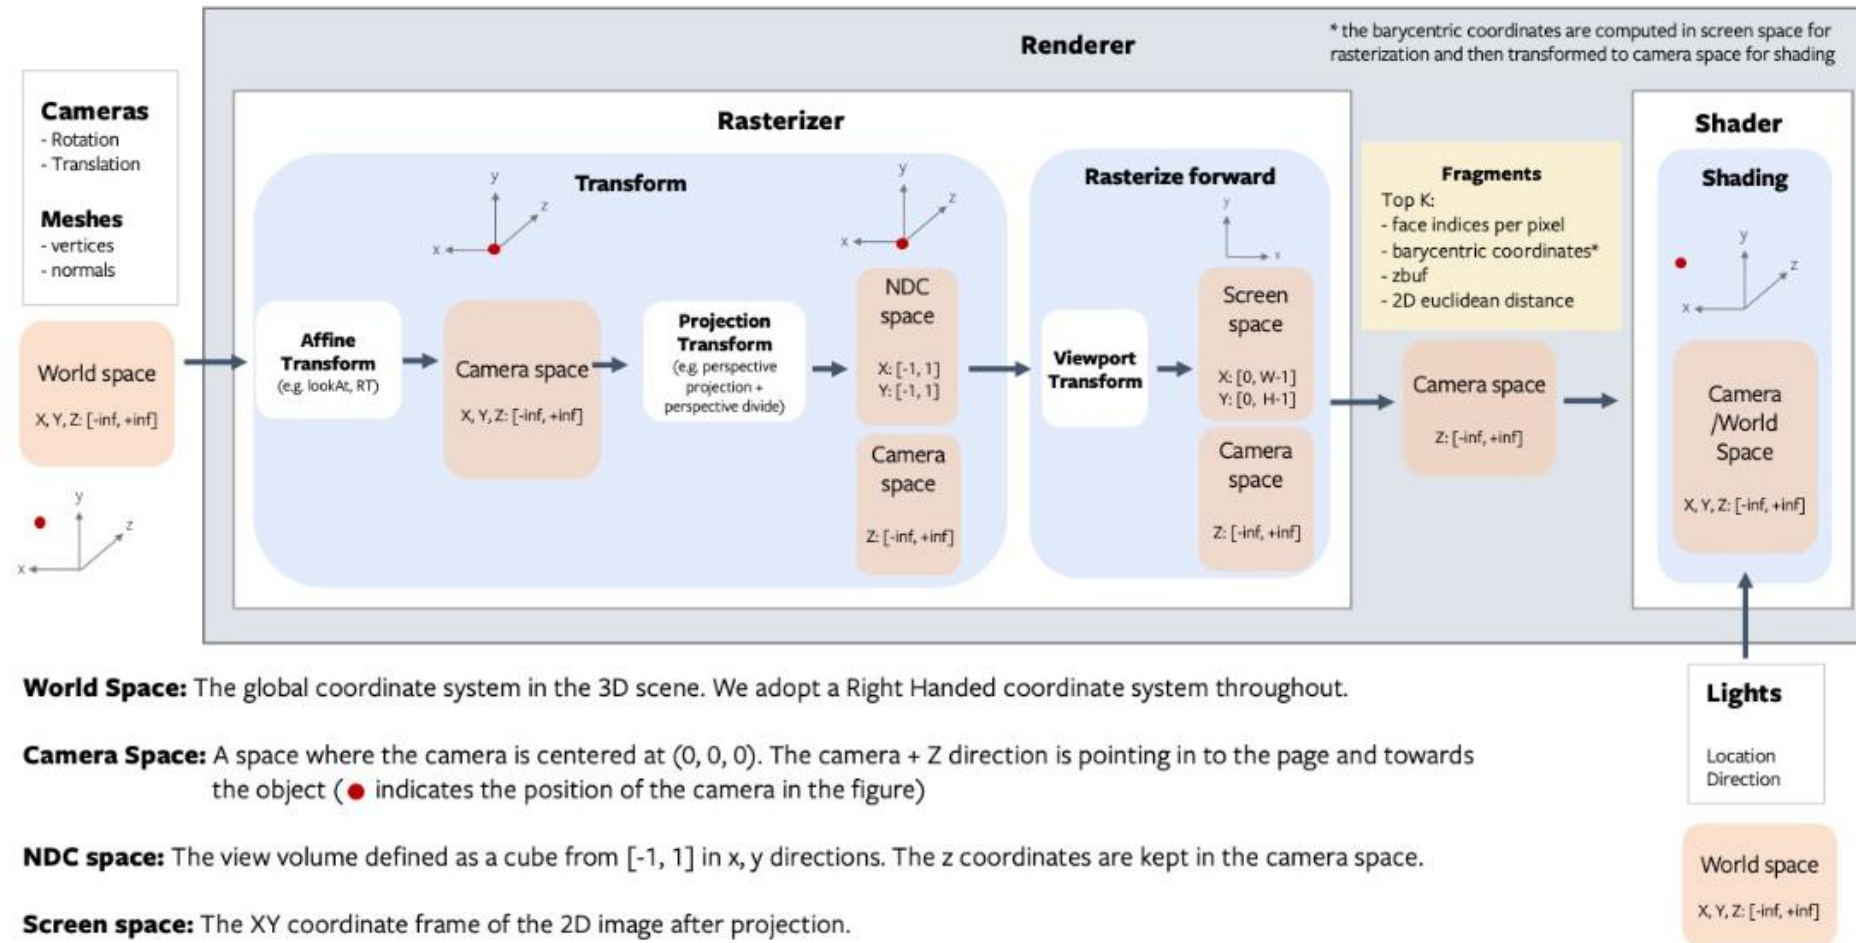 Renderer
* the barycentric coordinates are computed in screen space for
rasterization and then transformed to camera space for shading
Cameras
- Rotation
- Translation
Meshes
- vertices
- normals
World space
X, Y, Z: [-inf, +inf]
y
z
x
Rasterizer
Transform
y
z
x
y
z
x
Affine
Transform
(e.g. lookAt, RT)
Camera space
X, Y, Z: [-inf, +inf]
Projection
Transform
(e.g. perspective
projection +
perspective divide)
NDC
space
X: [-1, 1]
Y: [-1, 1]
Camera
space
Z: [-inf, +inf]
Rasterize forward
y
x
Viewport
Transform
Screen
space
X: [0, W-1]
Y: [0, H-1]
Camera
space
Z: [-inf, +inf]
Fragments
Top K:
- face indices per pixel
- barycentric coordinates*
- zbuf
- 2D euclidean distance
Camera space
Z: [-inf, +inf]
Shader
Shading
y
z
x
Camera
/World
Space
X, Y, Z: [-inf, +inf]
Lights
Location
Direction
World space
X, Y, Z: [-inf, +inf]
World Space: The global coordinate system in the 3D scene. We adopt a Right Handed coordinate system throughout.
Camera Space: A space where the camera is centered at (0, 0, 0). The camera + Z direction is pointing in to the page and towards
the object ( indicates the position of the camera in the figure)
NDC space: The view volume defined as a cube from [-1, 1] in x, y directions. The z coordinates are kept in the camera space.
Screen space: The XY coordinate frame of the 2D image after projection.